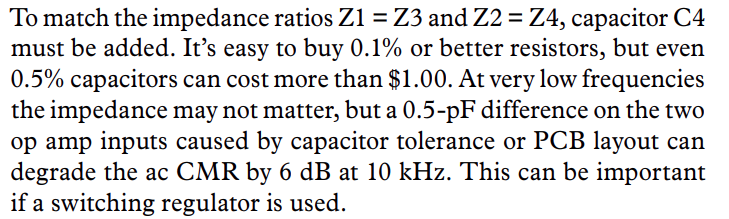 To match the impedance ratios Z1 = Z3 and Z2 = Z4, capacitor C4
must be added. It’s easy to buy 0.1% or better resistors, but even
0.5% capacitors can cost more than $1.00. At very low frequencies
the impedance may not matter, but a 0.5-pF difference on the two
op amp inputs caused by capacitor tolerance or PCB layout can
degrade the ac CMR by 6 dB at 10 kHz. This can be important
if a switching regulator is used.